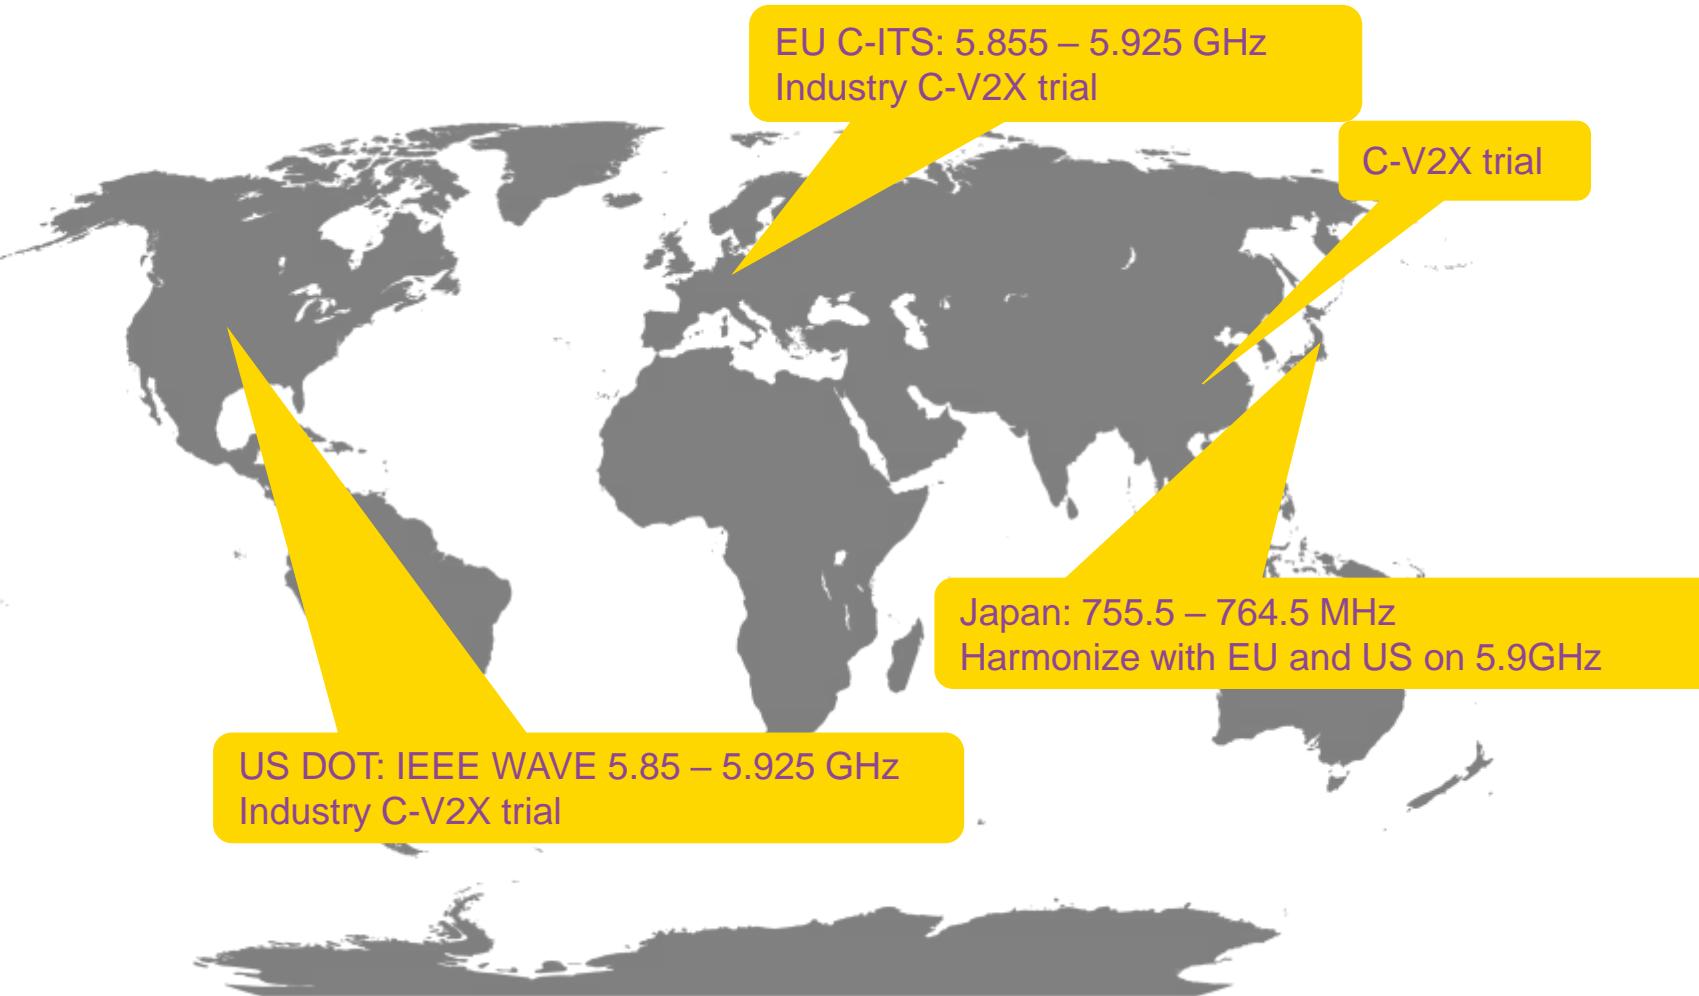 EU C-ITS: 5.855 – 5.925 GHz
Industry C-V2X trial
C-V2X trial
Japan: 755.5 – 764.5 MHz
Harmonize with EU and US on 5.9GHz
US DOT: IEEE WAVE 5.85 – 5.925 GHz
Industry C-V2X trial